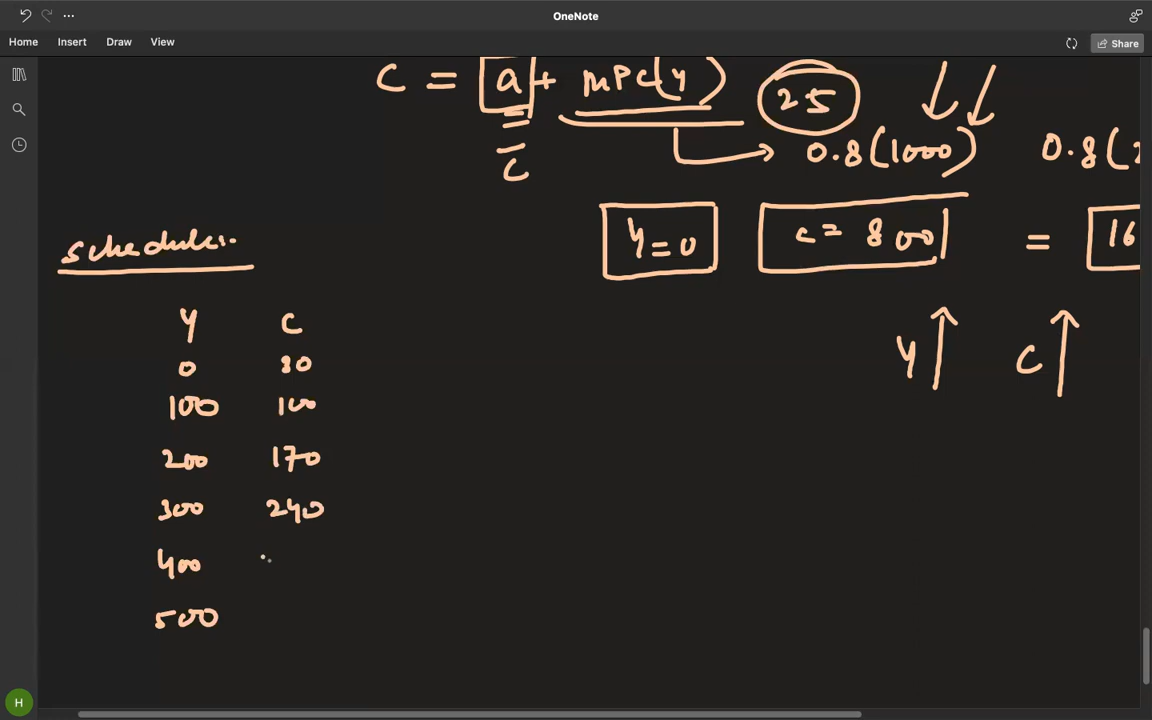 OneNote
Home Insert Draw View
Share
C = a + MPC(Y) 25
C
0.8(1000) 0.8(2
Y = 0 C = 800 = 16
Schedule:
Y C
0 80
100 100
200 170
300 240
400
500
Y C
H